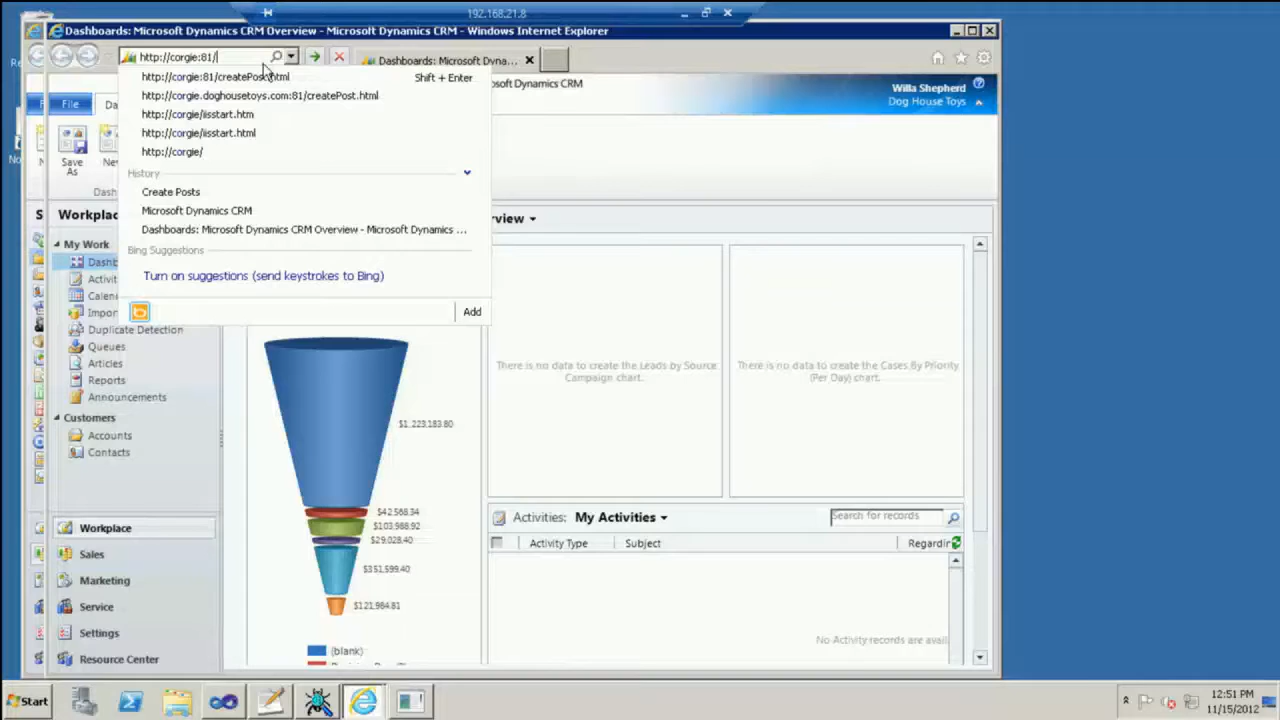 192.168.21.8
Dashboards: Microsoft Dynamics CRM Overview - Microsoft Dynamics CRM - Windows Internet Explorer
http://corgie:81/
Dashboards: Microsoft Dyna...
http://corgie:81/createPost.html
Shift + Enter
http://corgie.doghousetoys.com:81/createPost.html
http://corgie/iisstart.htm
http://corgie/iisstart.html
http://corgie/
History
Create Posts
Microsoft Dynamics CRM
Dashboards: Microsoft Dynamics CRM Overview - Microsoft Dynamics ...
Bing Suggestions
Turn on suggestions (send keystrokes to Bing)
Add
osoft Dynamics CRM
Willa Shepherd
Dog House Toys
File
Da
Save As
Nev
Dasht
Workplac
rview
My Work
Dashb
Activit
Calen
Impor
Duplicate Detection
Queues
Articles
Reports
Announcements
Customers
Accounts
Contacts
Workplace
Sales
Marketing
Service
Settings
Resource Center
$1,223,183.80
$42,568.34
$103,988.92
$29,028.40
$351,599.40
$121,984.81
(blank)
There is no data to create the Leads by Source
Campaign chart.
There is no data to create the Cases By Priority
(Per Day) chart.
Activities: My Activities
Search for records
Activity Type
Subject
Regardin
No Activity records are avail
Start
12:51 PM
11/15/2012